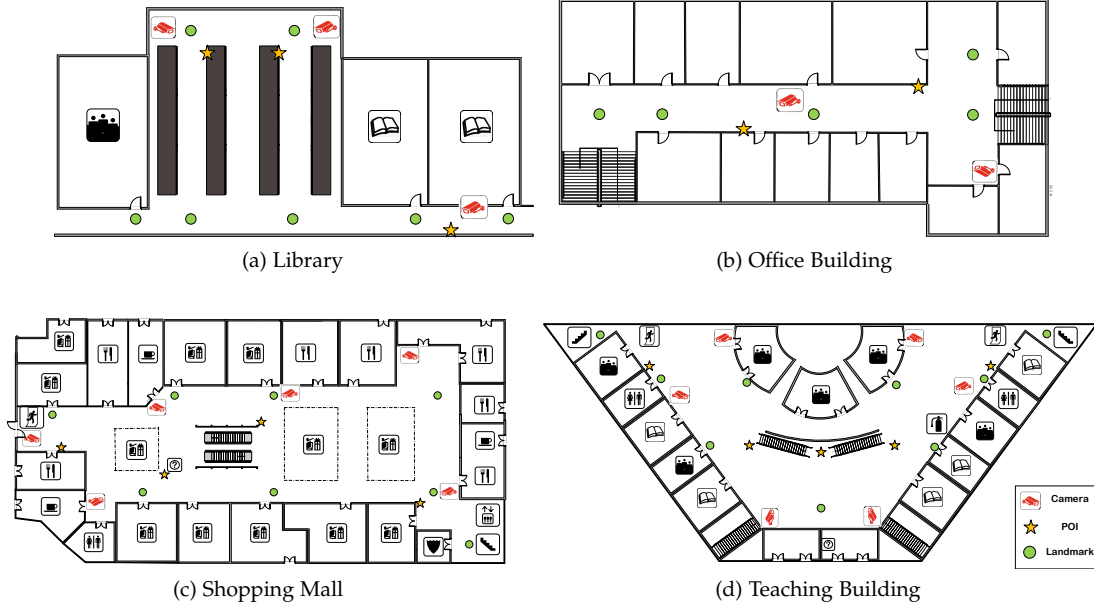 (a) Library
(b) Office Building
?
?
(c) Shopping Mall
(d) Teaching Building
Camera
POI
Landmark